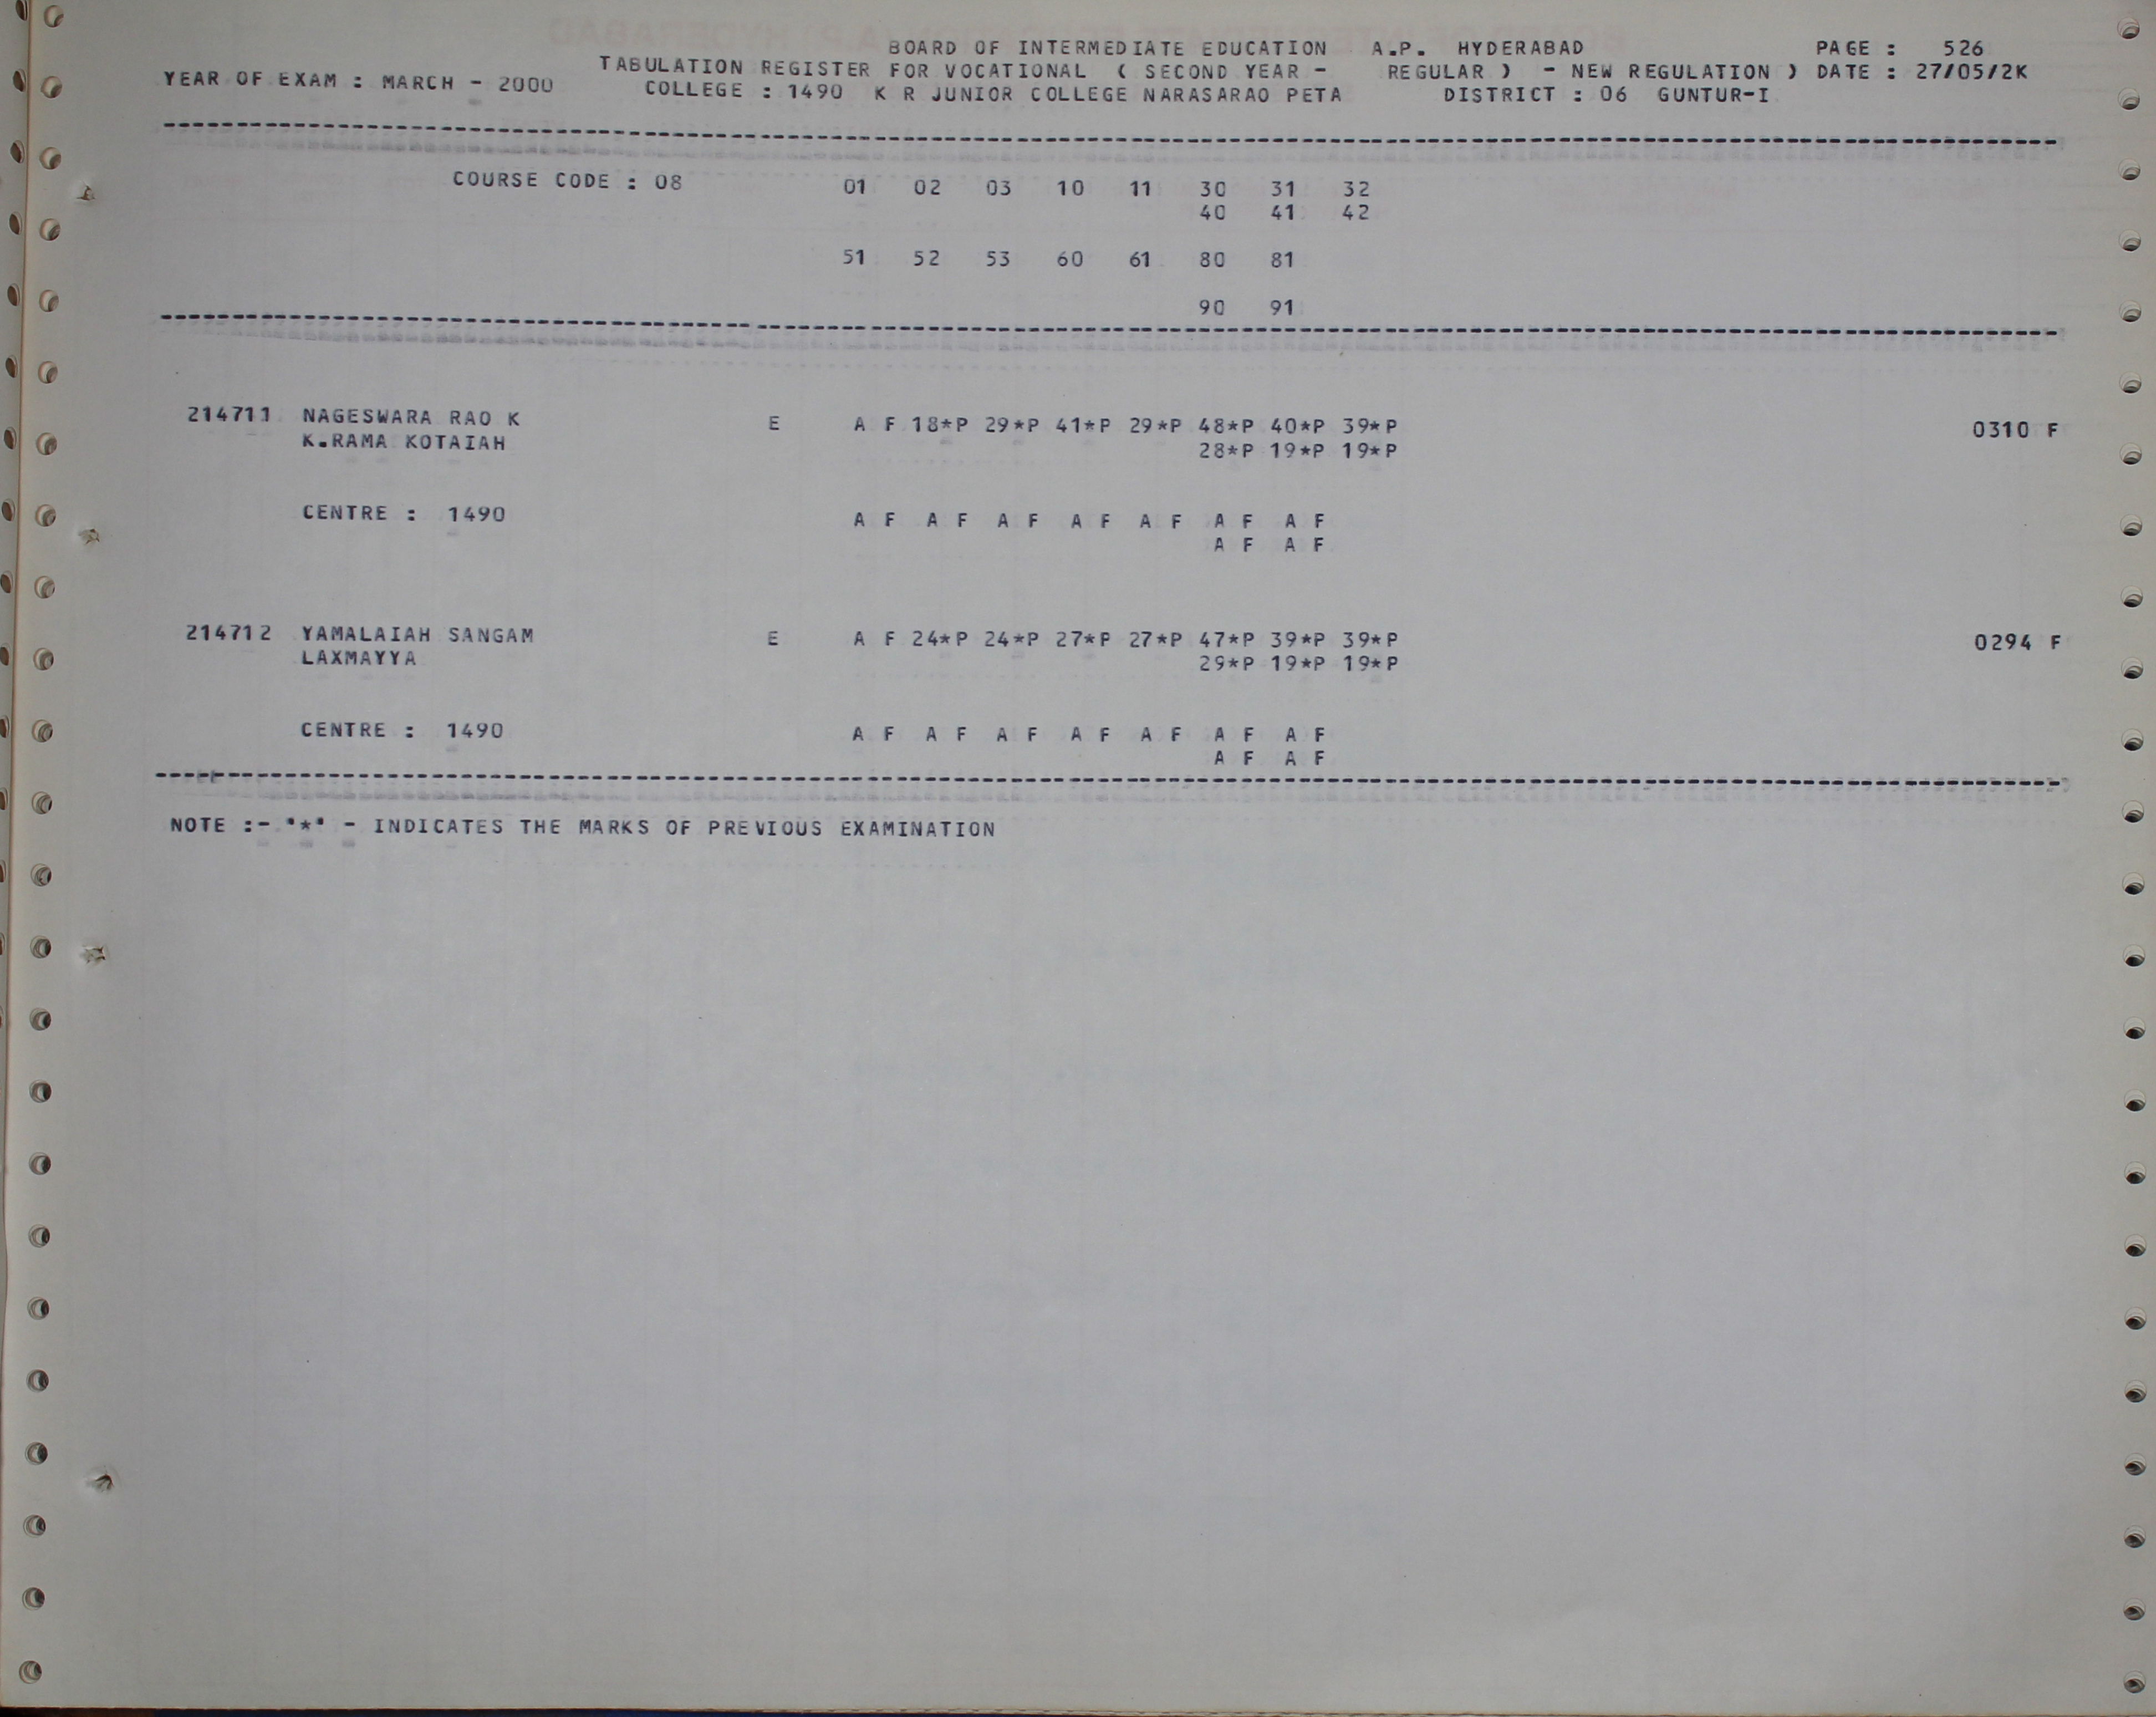 BOARD OF INTERMEDIATE EDUCATION A.P. HYDERABAD PAGE : 526
YEAR OF EXAM : MARCH - 2000 TABULATION REGISTER FOR VOCATIONAL ( SECOND YEAR - REGULAR ) - NEW REGULATION ) DATE : 27/05/2K
COLLEGE : 1490 K R JUNIOR COLLEGE NARASARAO PETA DISTRICT : 06 GUNTUR-I
COURSE CODE : 08 01 02 03 10 11 30 31 32
40 41 42
51 52 53 60 61 80 81
90 91
214711 NAGESWARA RAO K E A F 18*P 29*P 41*P 29*P 48*P 40*P 39*P 0310 F
K.RAMA KOTAIAH 28*P 19*P 19*P
CENTRE : 1490 A F A F A F A F A F A F A F
A F A F
214712 YAMALAIAH SANGAM E A F 24*P 24*P 27*P 27*P 47*P 39*P 39*P 0294 F
LAXMAYYA 29*P 19*P 19*P
CENTRE : 1490 A F A F A F A F A F A F A F
A F A F
NOTE :- '*' - INDICATES THE MARKS OF PREVIOUS EXAMINATION